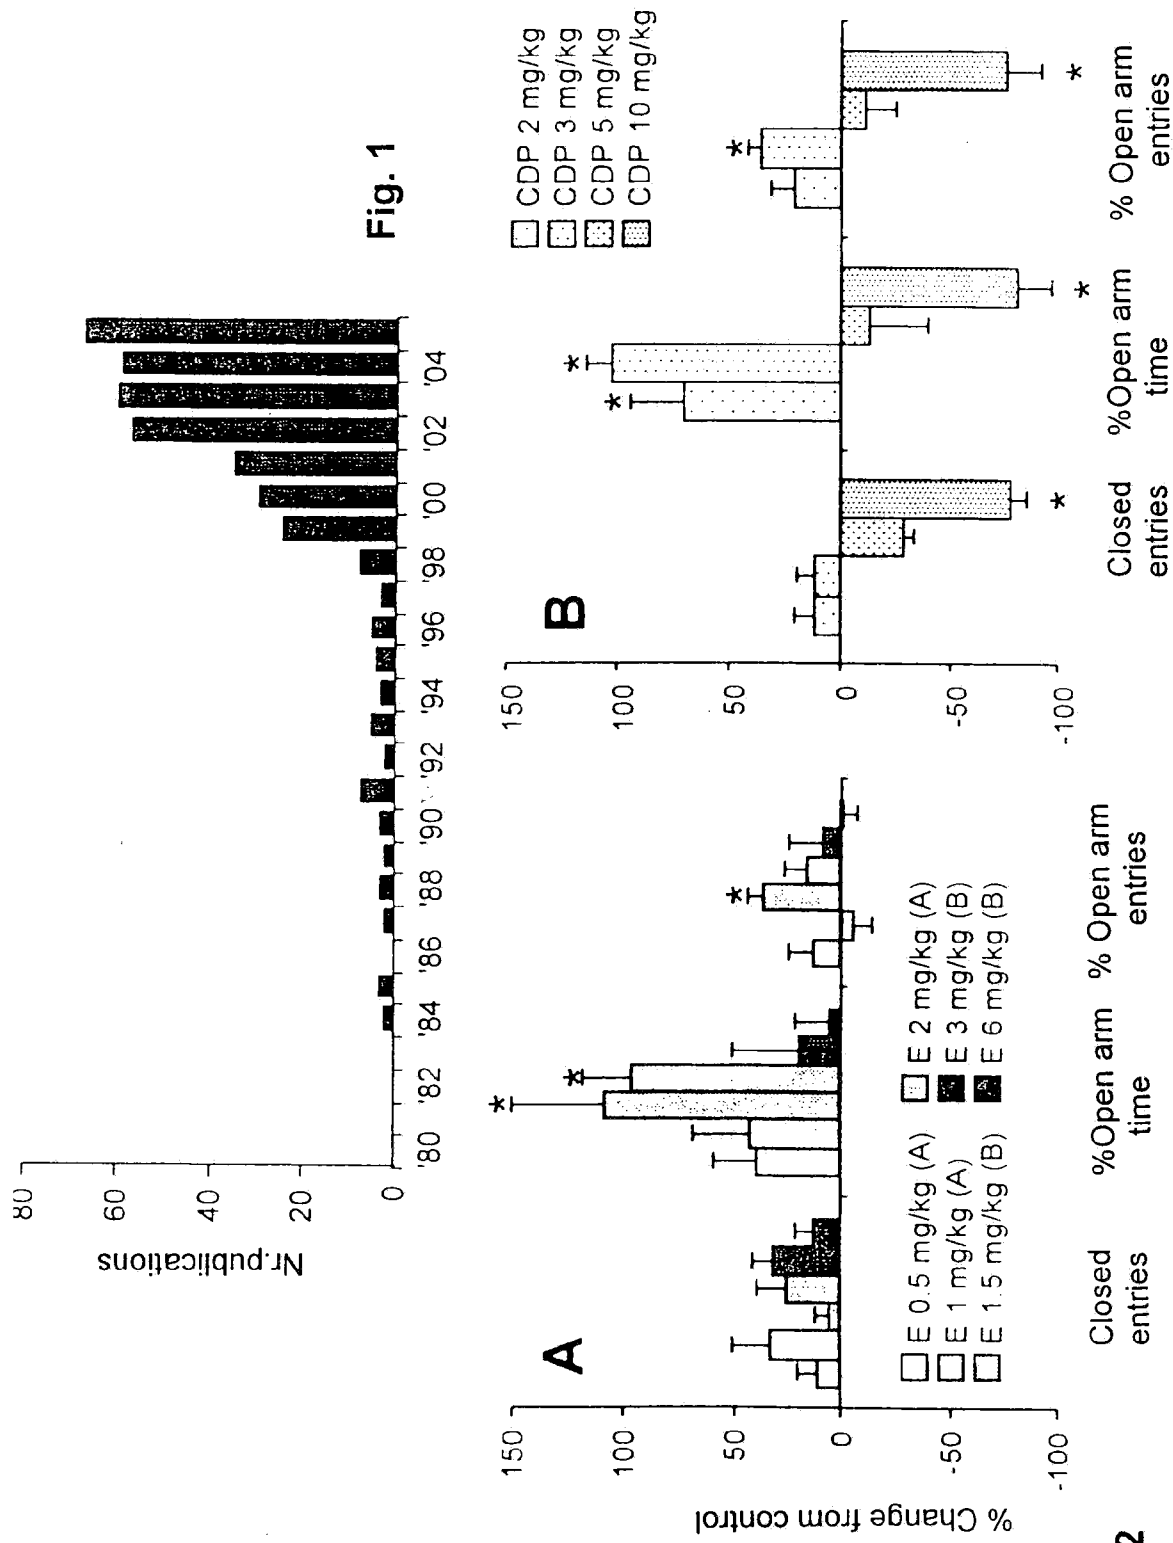 Nr.publications
80
60
40
20
0
'80 '82 '84 '86 '88 '90 '92 '94 '96 '98 '00 '02 '04
Fig. 1
A
% Change from control
150
100
50
0
-50
-100
E 0.5 mg/kg (A)
E 1 mg/kg (A)
E 1.5 mg/kg (B)
E 2 mg/kg (A)
E 3 mg/kg (B)
E 6 mg/kg (B)
Closed
entries
%Open arm
time
% Open arm
entries
* * *
B
150
100
50
0
-50
-100
CDP 2 mg/kg
CDP 3 mg/kg
CDP 5 mg/kg
CDP 10 mg/kg
Closed
entries
%Open arm
time
% Open arm
entries
* * * * * *
2